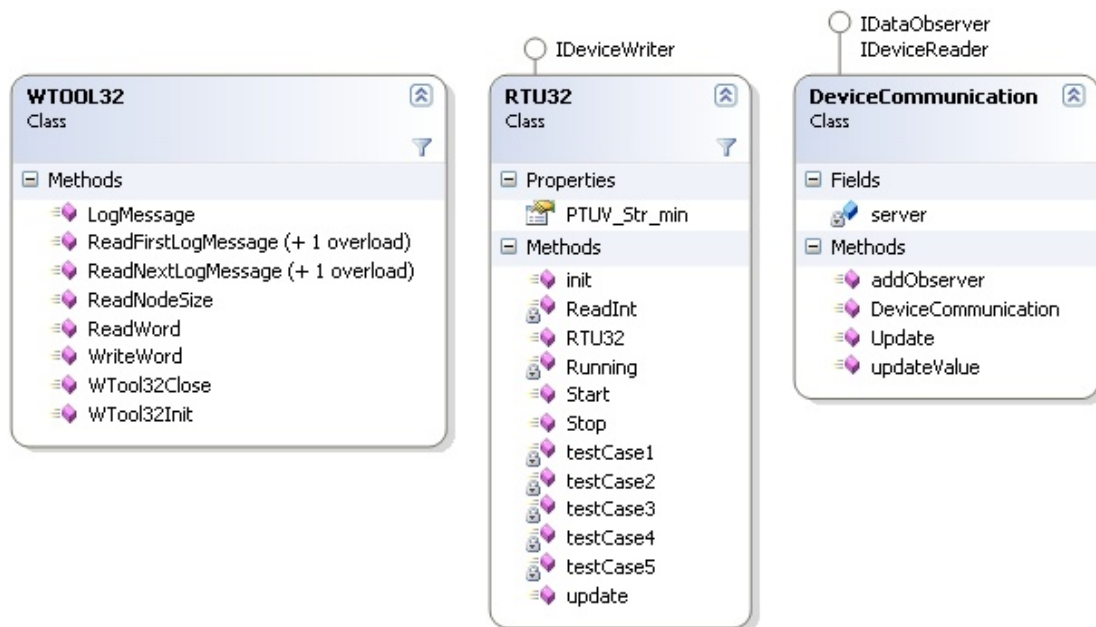 WTOOL32
Class
Methods
LogMessage
ReadFirstLogMessage (+ 1 overload)
ReadNextLogMessage (+ 1 overload)
ReadNodeSize
ReadWord
WriteWord
WTool32Close
WTool32Init
IDeviceWriter
RTU32
Class
Properties
PTUV_Str_min
Methods
init
ReadInt
RTU32
Running
Start
Stop
testCase1
testCase2
testCase3
testCase4
testCase5
update
IDataObserver
IDeviceReader
DeviceCommunication
Class
Fields
server
Methods
addObserver
DeviceCommunication
Update
updateValue